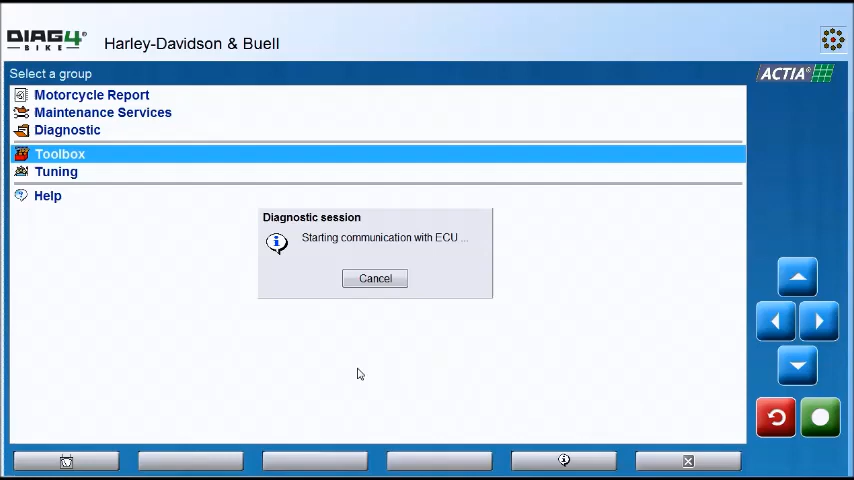 DIAG4®
BIKE
Harley-Davidson & Buell
Select a group
ACTIA®
Motorcycle Report
Maintenance Services
Diagnostic
Toolbox
Tuning
Help
Diagnostic session
Starting communication with ECU ...
Cancel